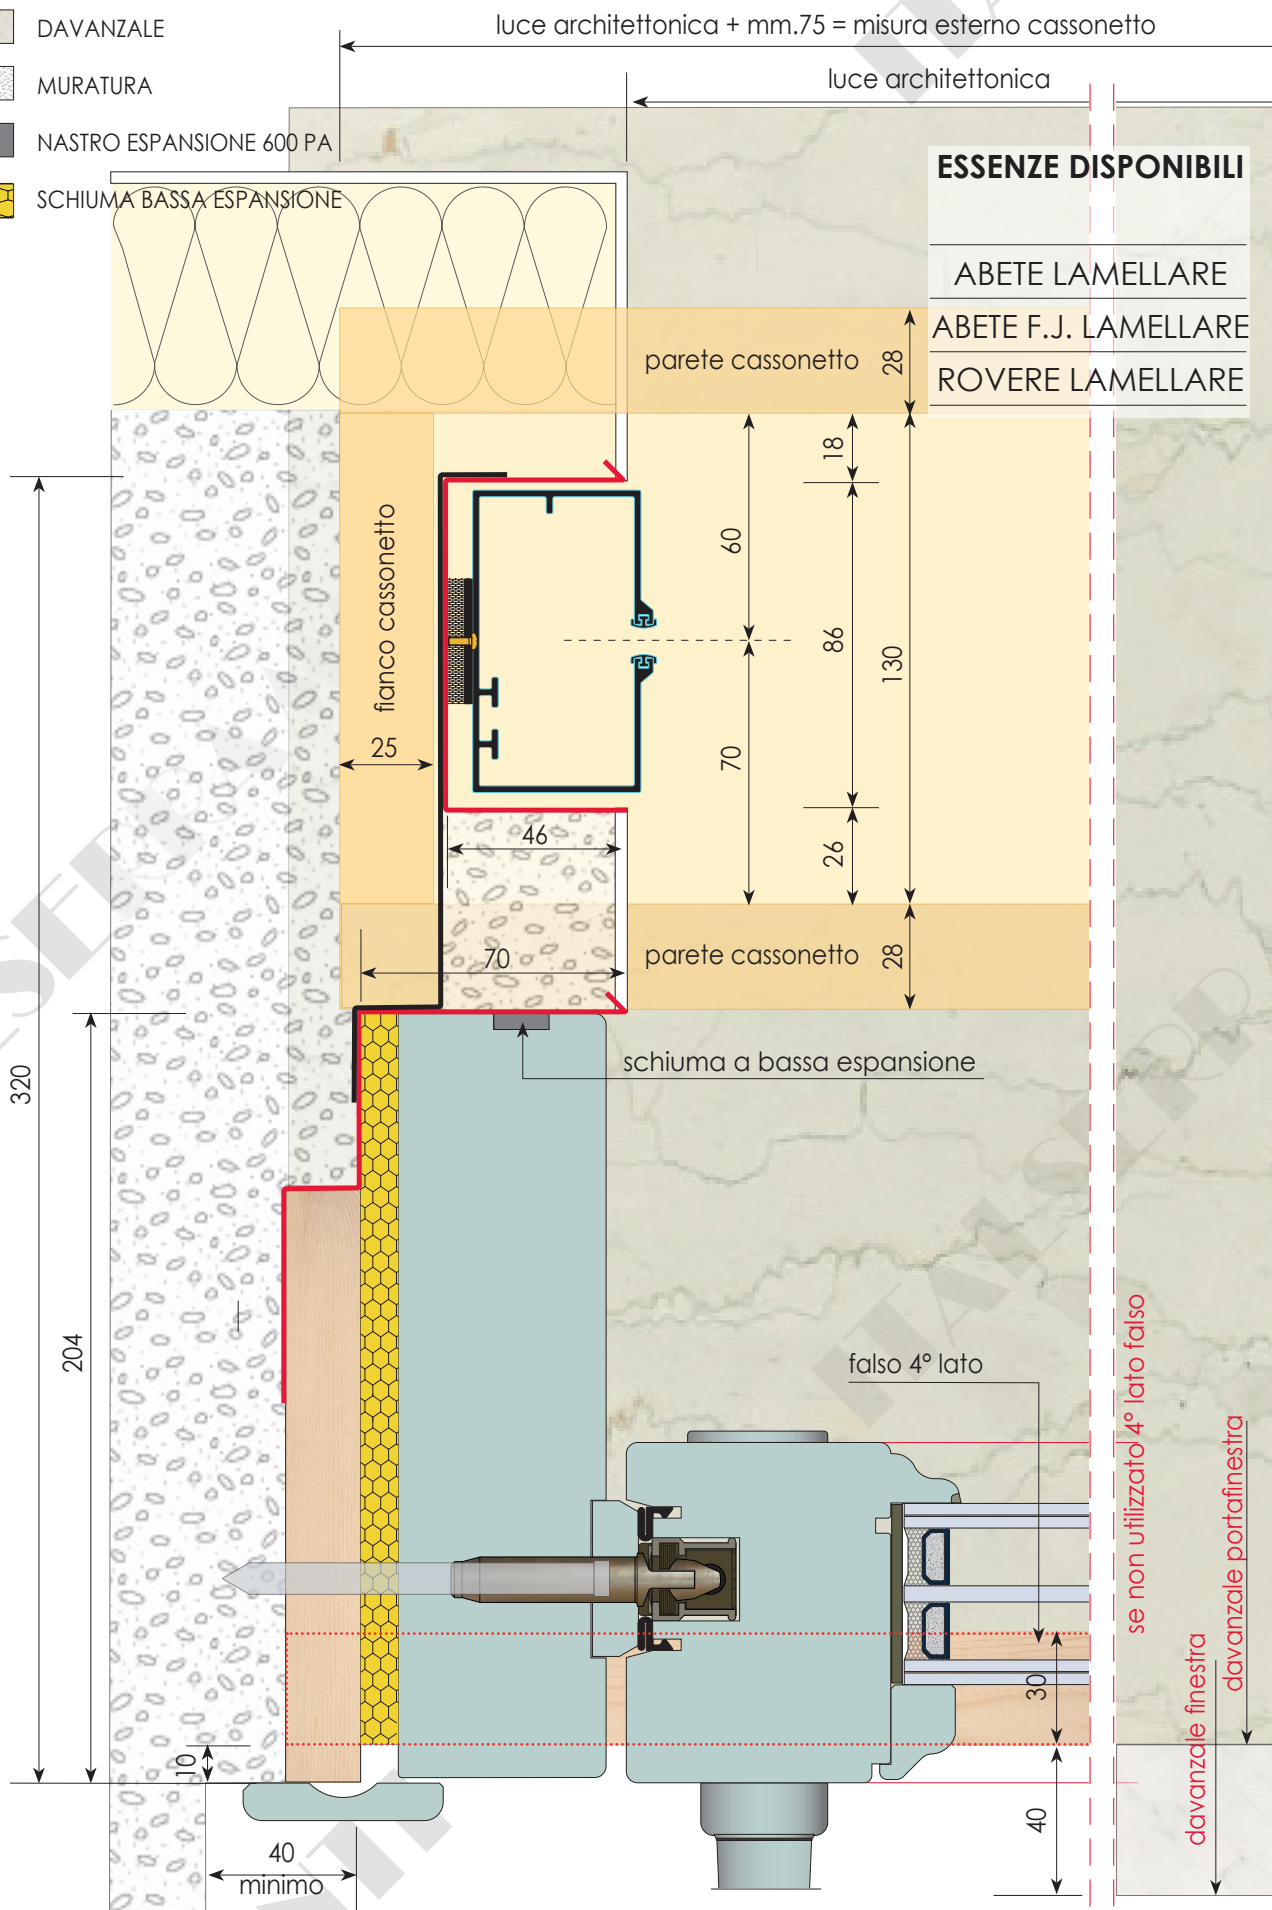 DAVANZALE
MURATURA
NASTRO ESPANSIONE 600 PA
SCHIUMA BASSA ESPANSIONE
luce architettonica + mm.75 = misura esterno cassonetto
luce architettonica
ESSENZE DISPONIBILI
ABETE LAMELLARE
ABETE F.J. LAMELLARE
ROVERE LAMELLARE
parete cassonetto
28
18
60
86
130
fianco cassonetto
25
70
46
26
70
parete cassonetto
28
schiuma a bassa espansione
320
204
falso 4° lato
se non utilizzato 4° lato falso
davanzale portafinestra
davanzale finestra
30
10
40
40
minimo